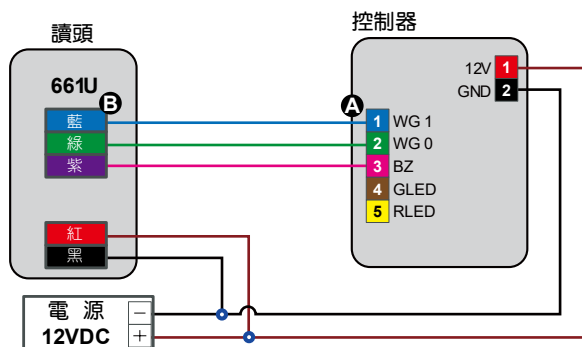 讀頭
661U
B
藍
綠
紫
紅
黑
控制器
12V 1
GND 2
A
1 WG 1
2 WG 0
3 BZ
4 GLED
5 RLED
電 源 −
12VDC +